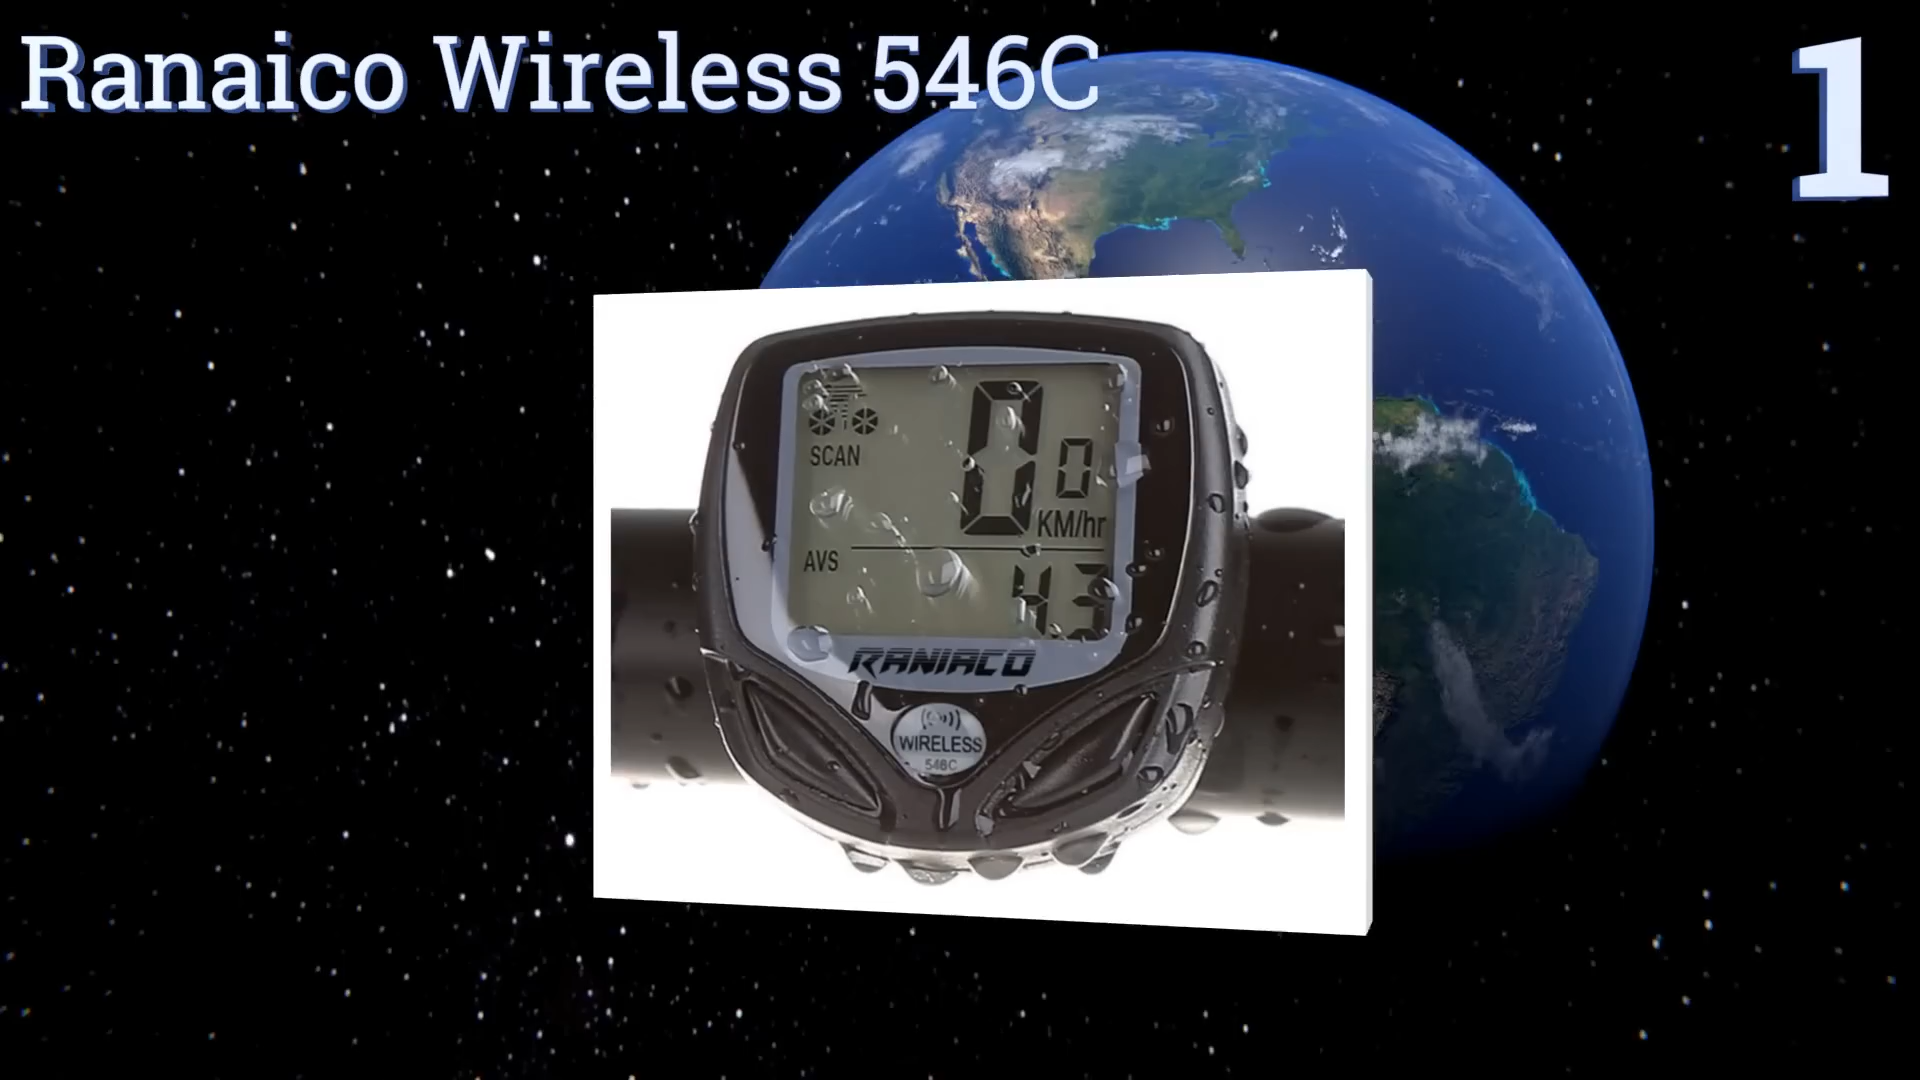 Ranaico Wireless 546C
1
SCAN
0.0
KM/hr
AVS
4.3
RANIACO
WIRELESS
546C